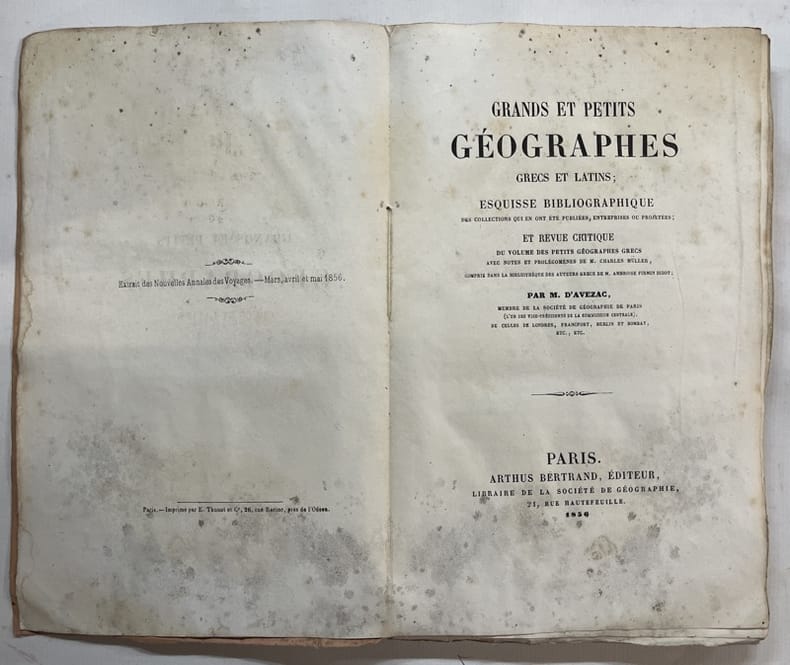 Extrait des Nouvelles Annales des Voyages.—Mars, avril et mai 1856.
Paris.—Imprimé par E. Thunot et Cᵉ, 26, rue Racine, près de l'Odéon.
GRANDS ET PETITS
GÉOGRAPHES
GRECS ET LATINS;
ESQUISSE BIBLIOGRAPHIQUE
DES COLLECTIONS QUI EN ONT ÉTÉ PUBLIÉES, ENTREPRISES OU PROJETÉES;
ET REVUE CRITIQUE
DU VOLUME DES PETITS GÉOGRAPHES GRECS
AVEC NOTES ET PROLÉGOMÈNES DE M. CHARLES MÜLLER,
COMPRIS DANS LA BIBLIOTHÈQUE DES AUTEURS GRECS DE M. AMBROISE FIRMIN DIDOT;
PAR M. D'AVEZAC,
MEMBRE DE LA SOCIÉTÉ DE GÉOGRAPHIE DE PARIS
(L'UN DES VICE-PRÉSIDENTS DE LA COMMISSION CENTRALE),
DE CELLES DE LONDRES, FRANCFORT, BERLIN ET BOMBAY;
ETC., ETC.
PARIS.
ARTHUS BERTRAND, ÉDITEUR,
LIBRAIRE DE LA SOCIÉTÉ DE GÉOGRAPHIE,
21, RUE HAUTEFEUILLE.
1856